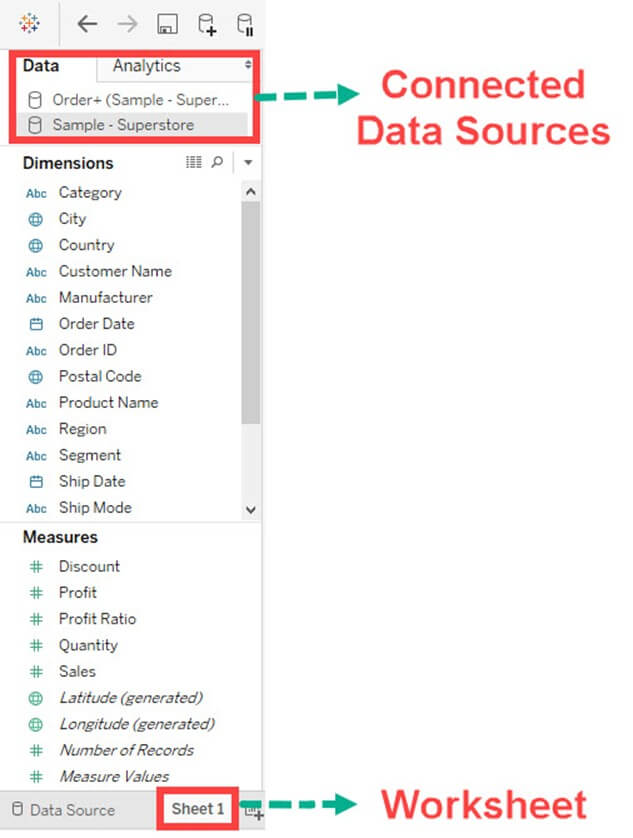 Data Analytics
Order+ (Sample - Super...
Sample - Superstore
Connected
Data Sources
Dimensions
Abc Category
City
Country
Abc Customer Name
Abc Manufacturer
Order Date
Abc Order ID
Postal Code
Abc Product Name
Abc Region
Abc Segment
Ship Date
Abc Ship Mode
Measures
# Discount
# Profit
# Profit Ratio
# Quantity
# Sales
Latitude (generated)
Longitude (generated)
# Number of Records
# Measure Values
Data Source Sheet 1
Worksheet